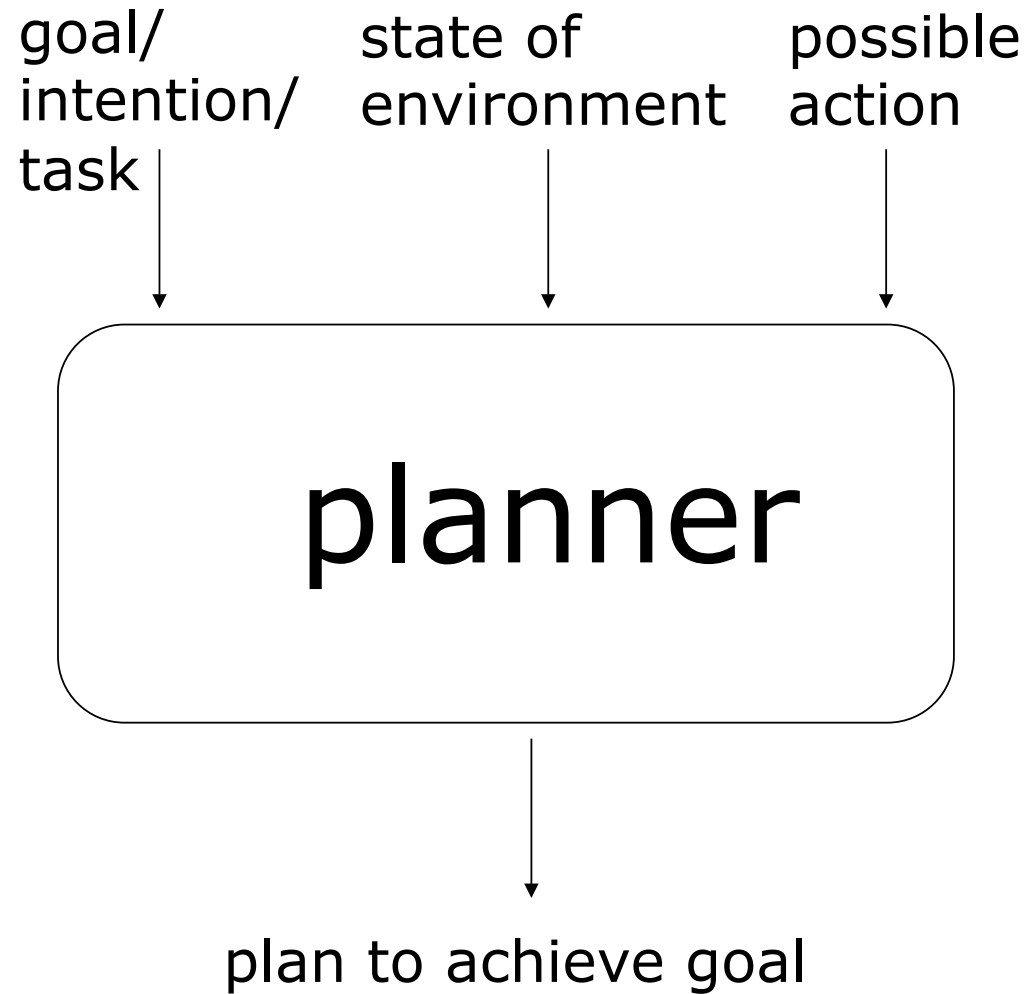 goal/
intention/
task
state of
environment
possible
action
planner
plan to achieve goal